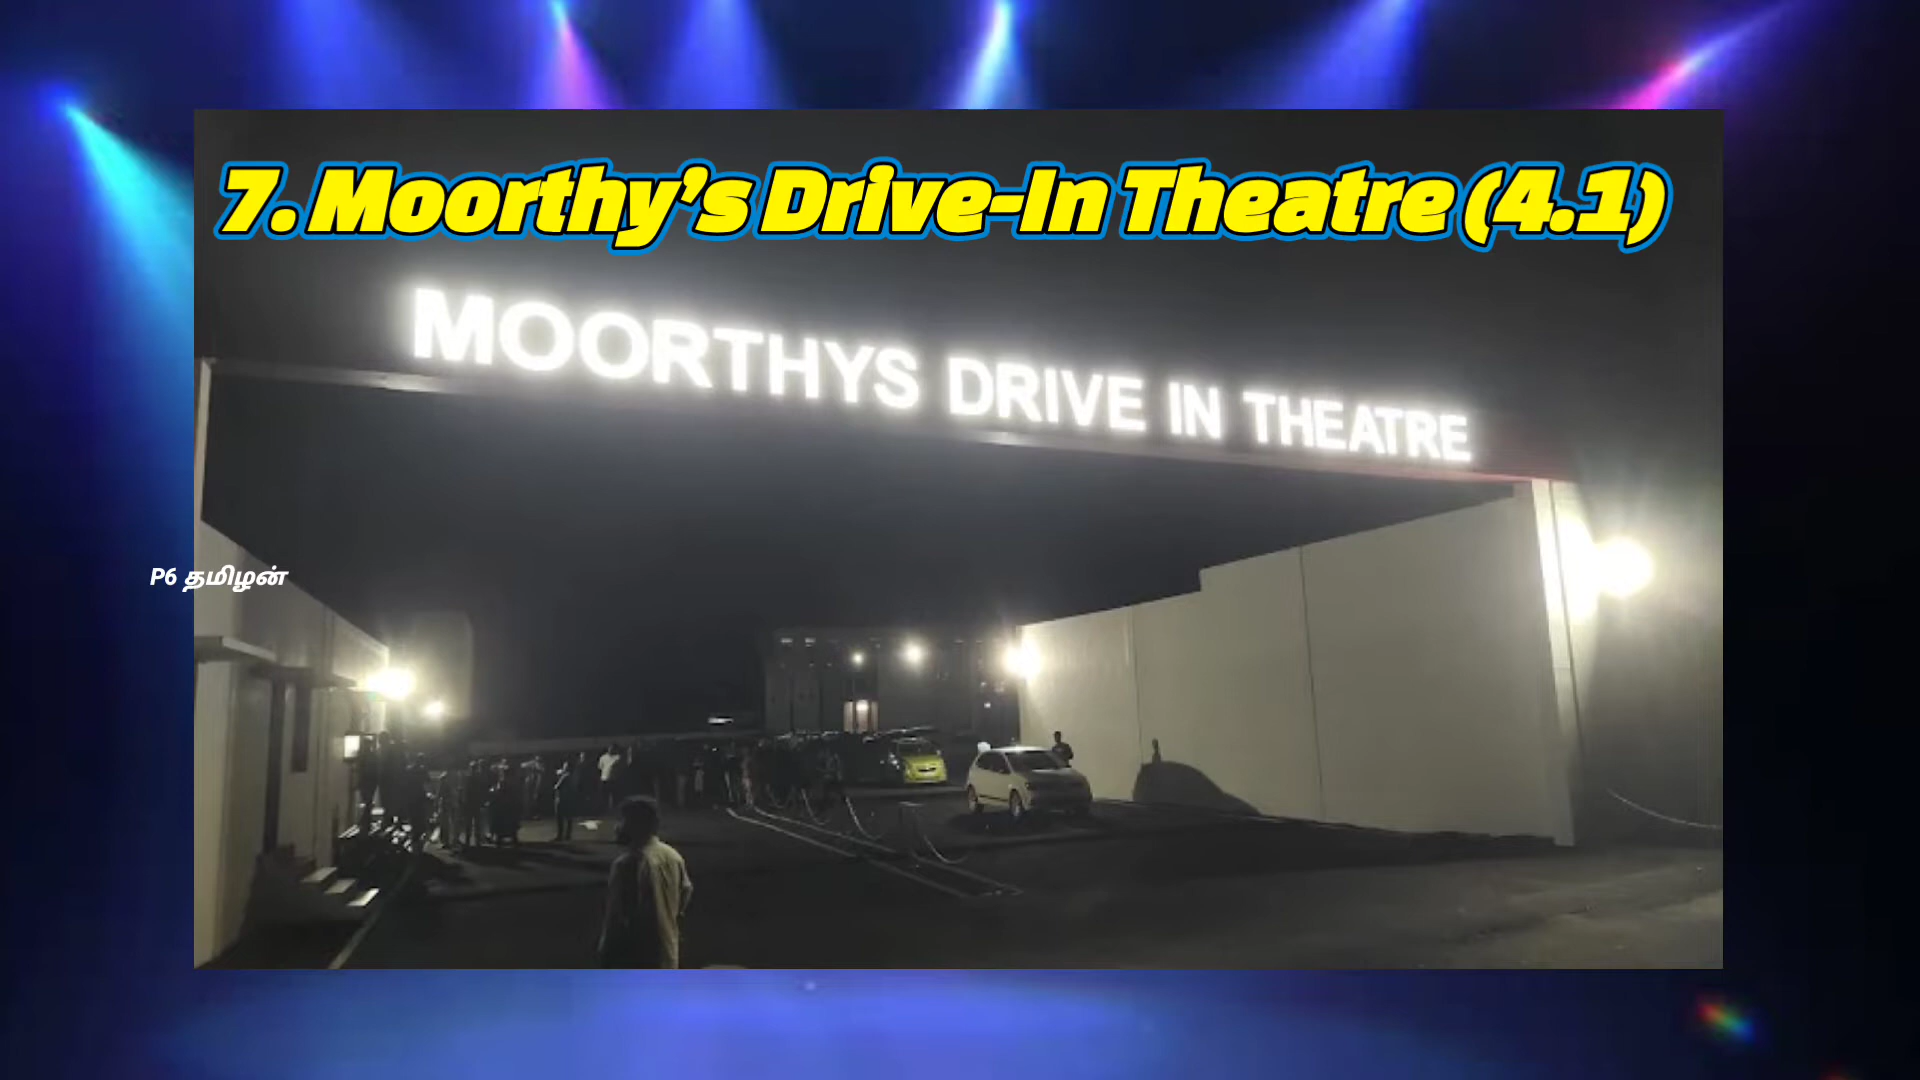 7. Moorthy's Drive-In Theatre (4.1)
MOORTHYS DRIVE IN THEATRE
P6 தமிழன்